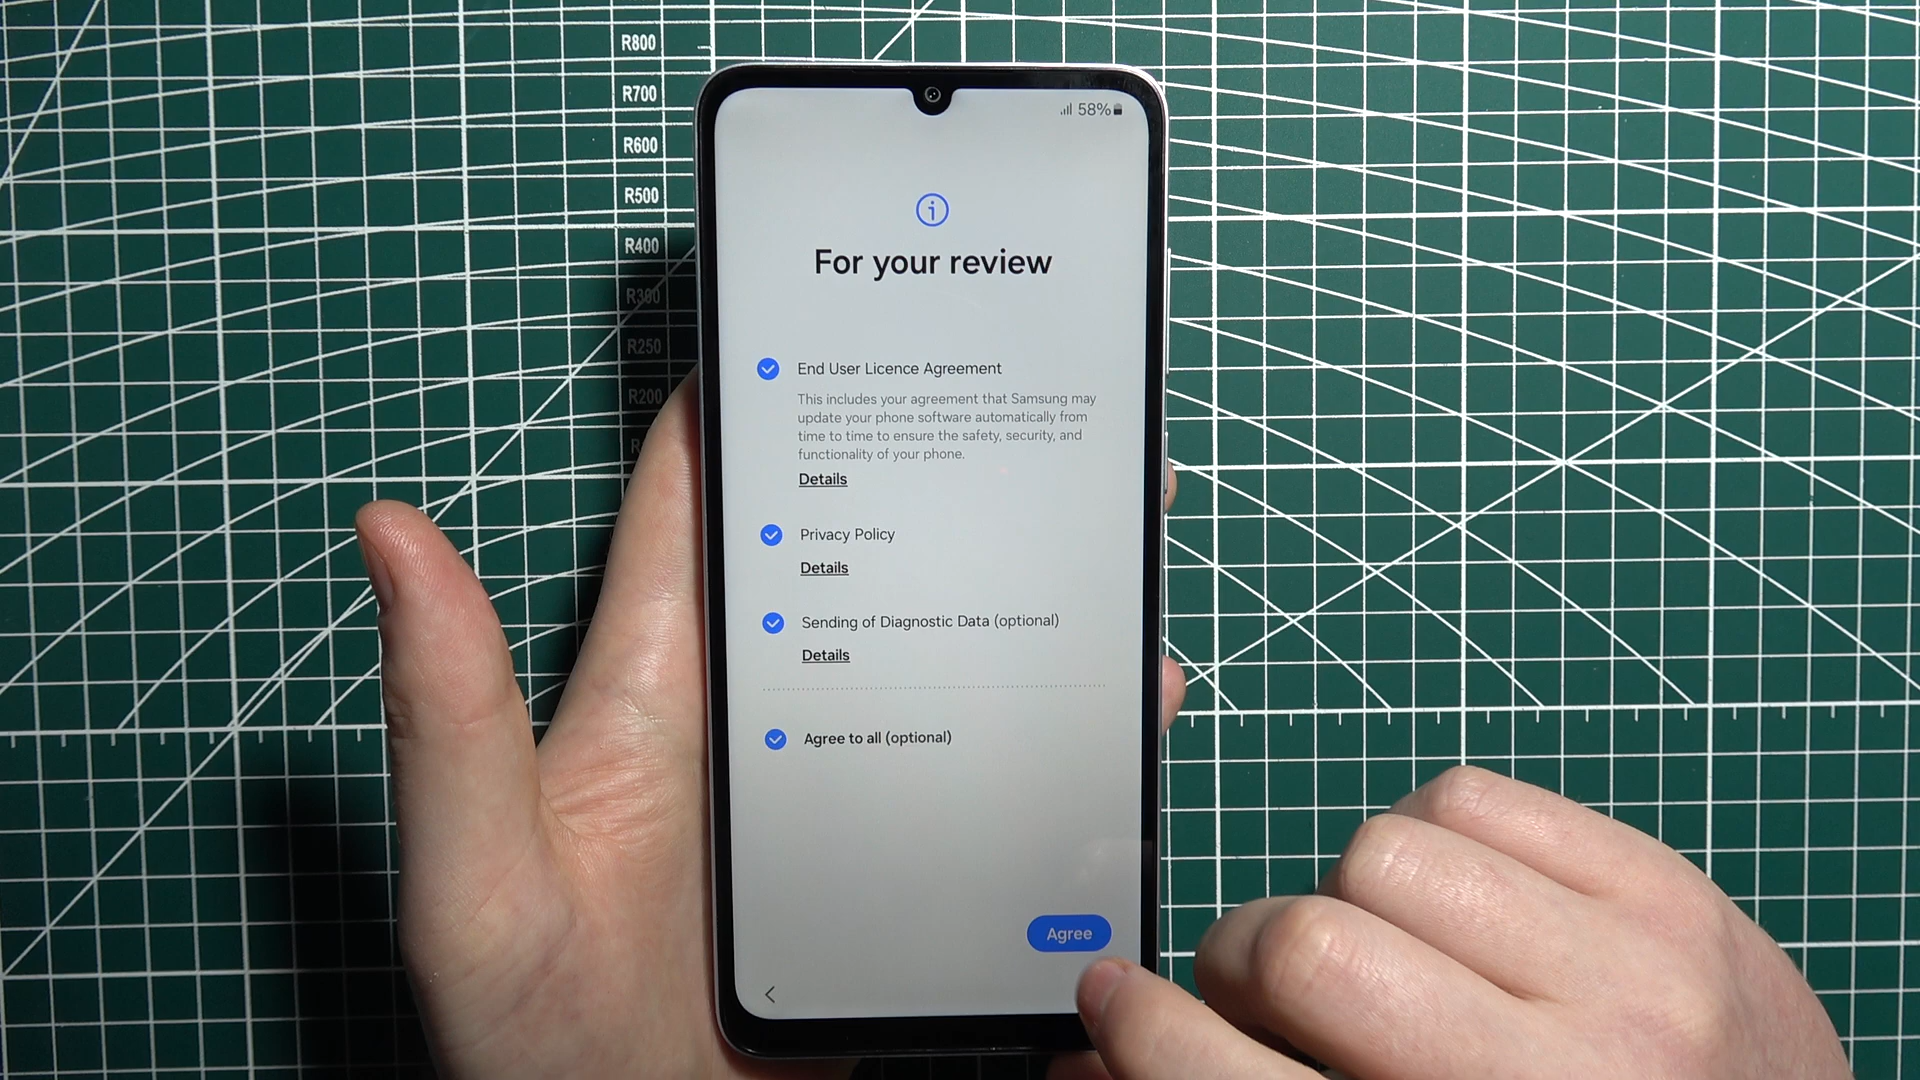 R800
R700
R600
R500
R400
R300
R250
R200
58%
For your review
End User Licence Agreement
This includes your agreement that Samsung may
update your phone software automatically from
time to time to ensure the safety, security, and
functionality of your phone.
Details
Privacy Policy
Details
Sending of Diagnostic Data (optional)
Details
Agree to all (optional)
Agree